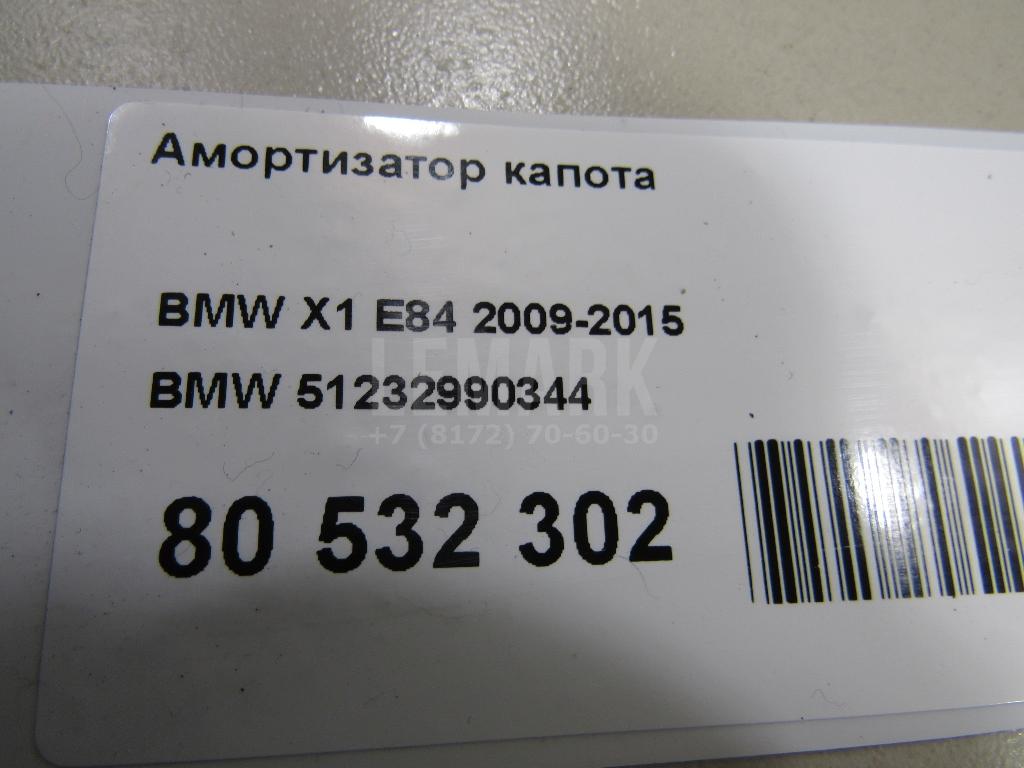 Амортизатор капота
BMW X1 E84 2009-2015
LEMARK
BMW 51232990344
+7 (8172) 70-60-30
80 532 302